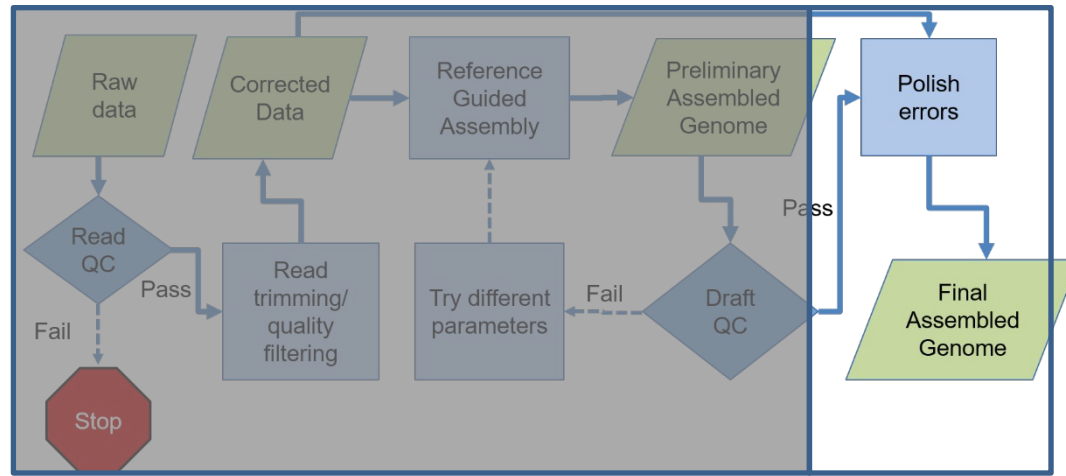 Raw
data
Corrected
Data
Reference
Guided
Assembly
Preliminary
Assembled
Genome
Polish
errors
Pass
Read
QC
Pass
Fail
Read
trimming/
quality
filtering
Try different
parameters
Fail
Draft
QC
Final
Assembled
Genome
Stop